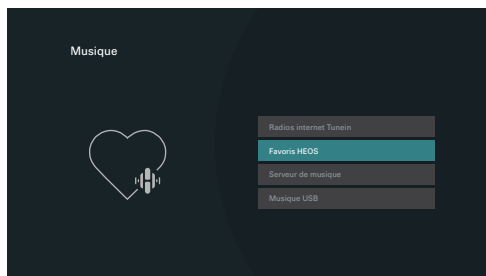 Musique
Radios internet Tunein
Favoris HEOS
Serveur de musique
Musique USB